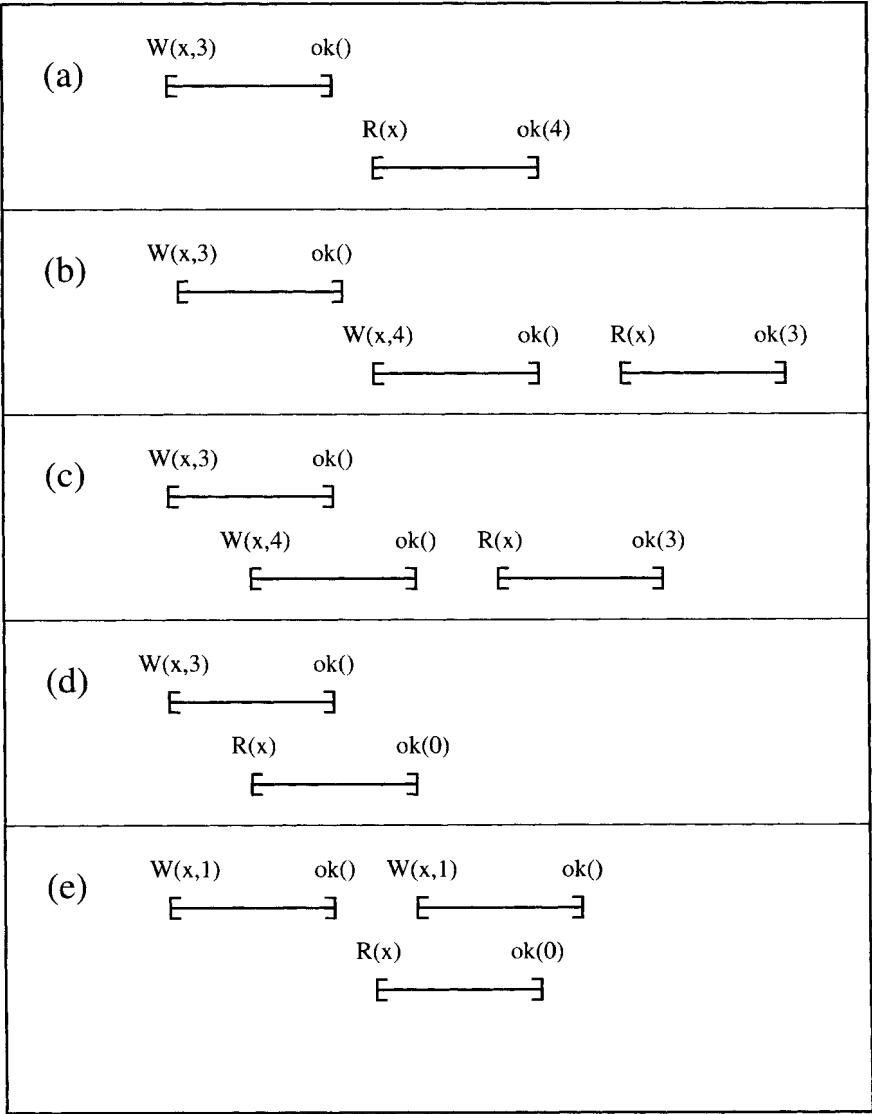 (a)
W(x,3) ok()
R(x) ok(4)
(b)
W(x,3) ok()
W(x,4) ok() R(x) ok(3)
(c)
W(x,3) ok()
W(x,4) ok() R(x) ok(3)
(d)
W(x,3) ok()
R(x) ok(0)
(e)
W(x,1) ok() W(x,1) ok()
R(x) ok(0)